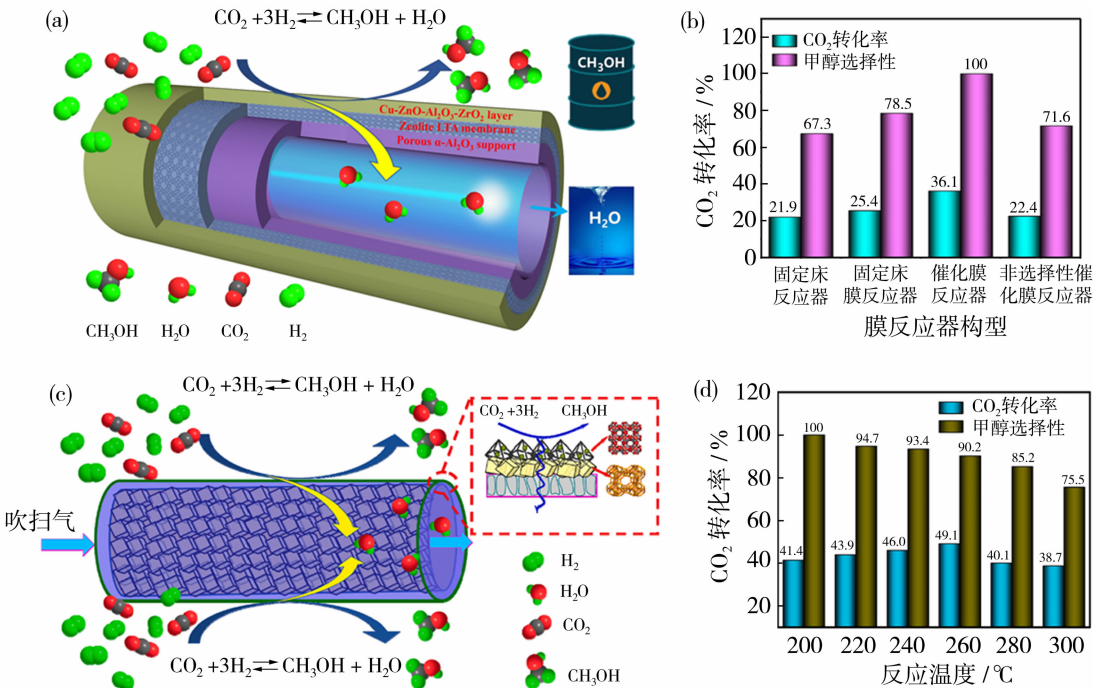 (a)
CO₂ +3H₂⇌CH₃OH + H₂O
Cu-ZnO-Al₂O₃-ZrO₂ layer
Zeolite LTA membrane
Porous α-Al₂O₃ support
CH₃OH
H₂O
CH₃OH H₂O CO₂ H₂
(b)
CO₂转化率
甲醇选择性
CO₂ 转化率 / %
120
100
80
60
40
20
0
21.9
67.3
25.4
78.5
36.1
100
22.4
71.6
固定床
反应器
固定床
膜反应器
催化膜
反应器
非选择性催
化膜反应器
膜反应器构型
(c)
CO₂ +3H₂⇌CH₃OH + H₂O
吹扫气
CO₂ +3H₂ CH₃OH
H₂
H₂O
CO₂
CH₃OH
CO₂ +3H₂⇌CH₃OH + H₂O
(d)
CO₂转化率
甲醇选择性
CO₂ 转化率 / %
120
100
80
60
40
20
41.4
100
43.9
94.7
46.0
93.4
49.1
90.2
40.1
85.2
38.7
75.5
200 220 240 260 280 300
反应温度 /℃